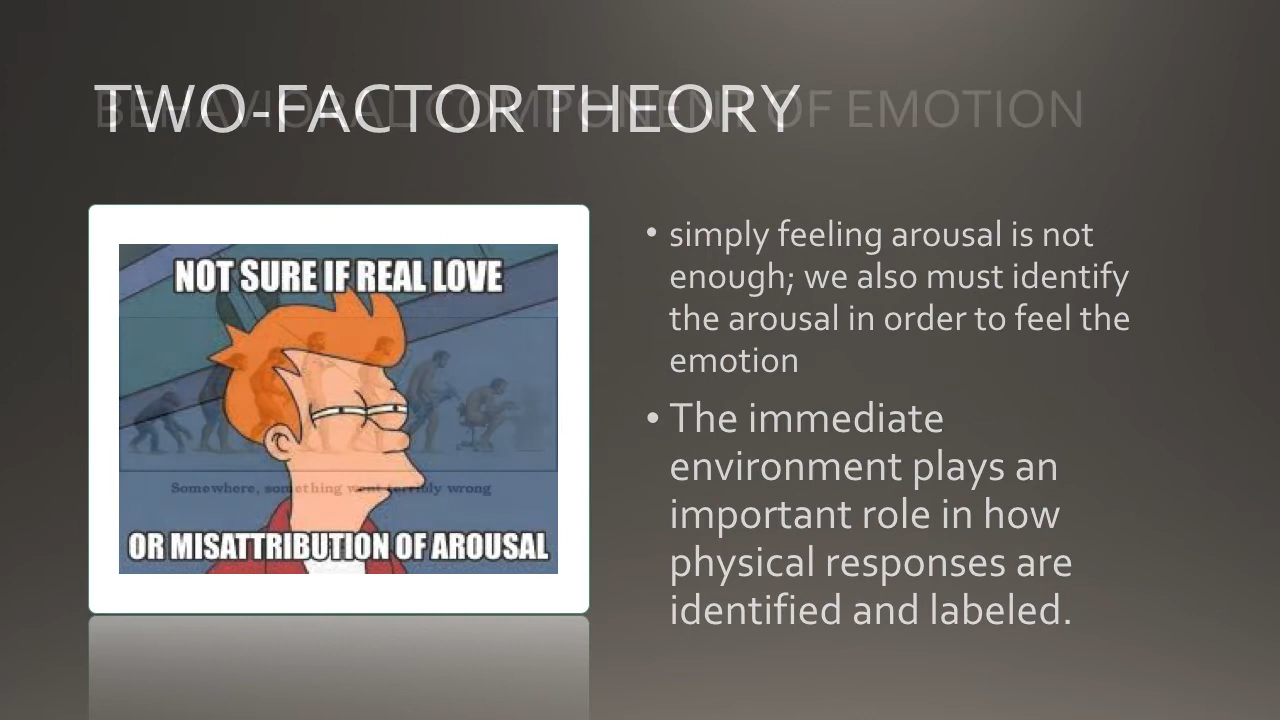 TWO-FACTOR THEORY
BEHAVIORAL COMPONENT OF EMOTION
NOT SURE IF REAL LOVE
Somewhere, something went terribly wrong
OR MISATTRIBUTION OF AROUSAL
• simply feeling arousal is not
enough; we also must identify
the arousal in order to feel the
emotion
• The immediate
environment plays an
important role in how
physical responses are
identified and labeled.